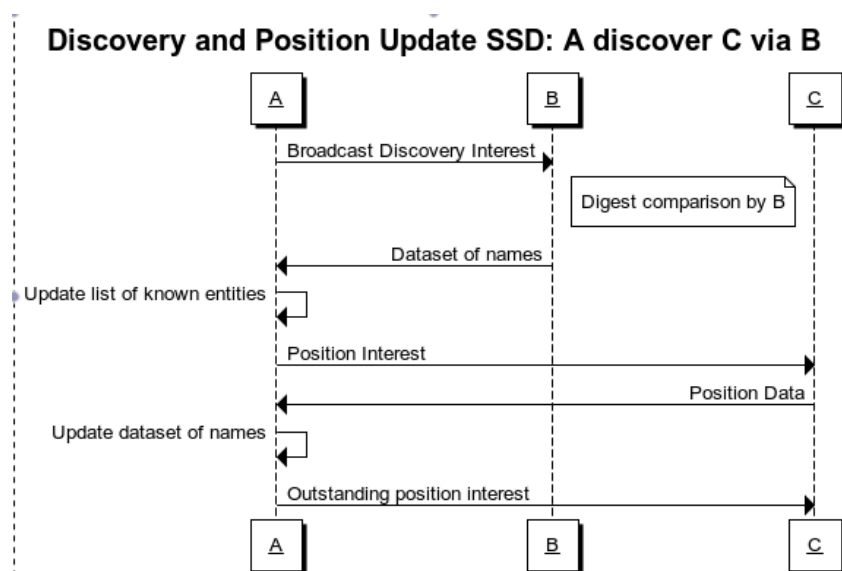 Discovery and Position Update SSD: A discover C via B
A
B
C
Broadcast Discovery Interest
Digest comparison by B
Dataset of names
Update list of known entities
Position Interest
Position Data
Update dataset of names
Outstanding position interest
A
B
C